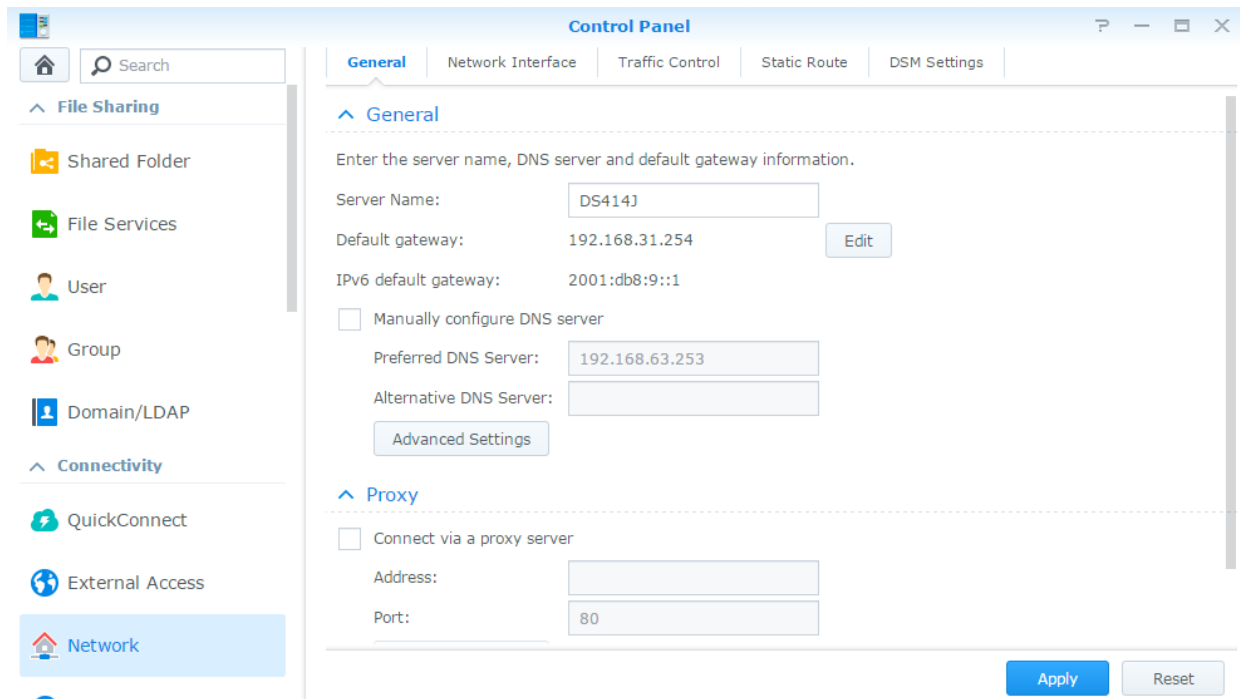 Control Panel
Search
General
Network Interface
Traffic Control
Static Route
DSM Settings
File Sharing
Shared Folder
File Services
User
Group
Domain/LDAP
Connectivity
QuickConnect
External Access
Network
General
Enter the server name, DNS server and default gateway information.
Server Name: DS414J
Default gateway: 192.168.31.254 Edit
IPv6 default gateway: 2001:db8:9::1
Manually configure DNS server
Preferred DNS Server: 192.168.63.253
Alternative DNS Server:
Advanced Settings
Proxy
Connect via a proxy server
Address:
Port: 80
Apply Reset